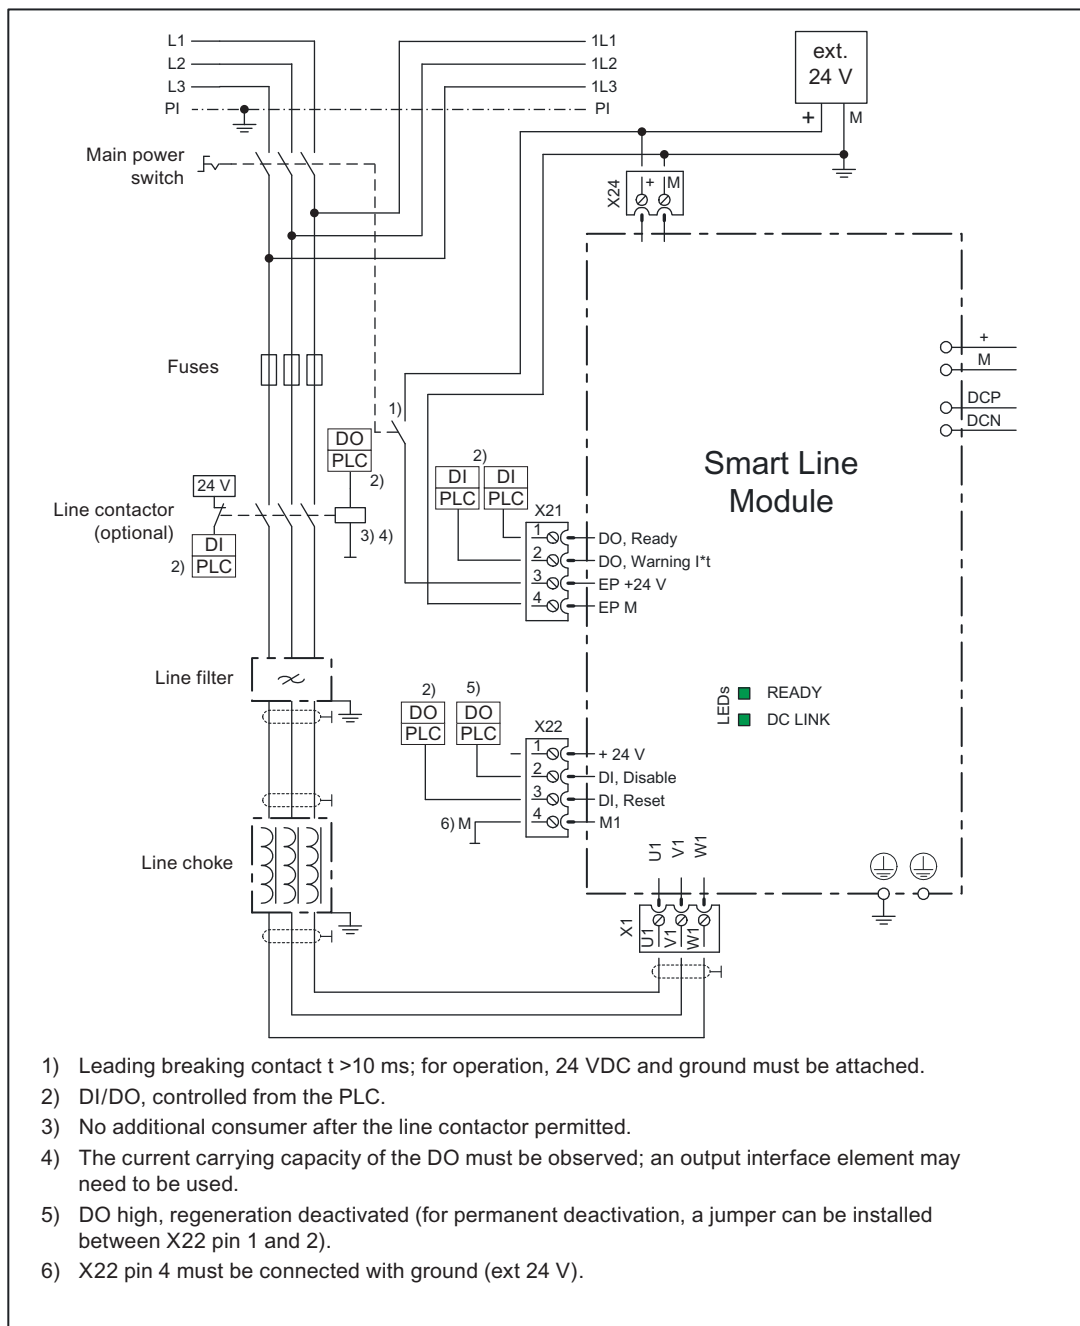 L1
L2
L3
PI
1L1
1L2
1L3
PI
ext.
24 V
+
M
Main power
switch
X24
+ M
Fuses
1)
DO
PLC
2)
24 V
Line contactor
(optional)
DI
2) PLC
3) 4)
2)
DI DI
PLC PLC
X21
1 DO, Ready
2 DO, Warning I*t
3 EP +24 V
4 EP M
Smart Line
Module
+
M
DCP
DCN
Line filter
LEDs
READY
DC LINK
2) 5)
DO DO
PLC PLC
X22
1 + 24 V
2 DI, Disable
3 DI, Reset
6) M 4 M1
Line choke
U1 V1 W1
X1
U1 V1 W1
1) Leading breaking contact t >10 ms; for operation, 24 VDC and ground must be attached.
2) DI/DO, controlled from the PLC.
3) No additional consumer after the line contactor permitted.
4) The current carrying capacity of the DO must be observed; an output interface element may
need to be used.
5) DO high, regeneration deactivated (for permanent deactivation, a jumper can be installed
between X22 pin 1 and 2).
6) X22 pin 4 must be connected with ground (ext 24 V).